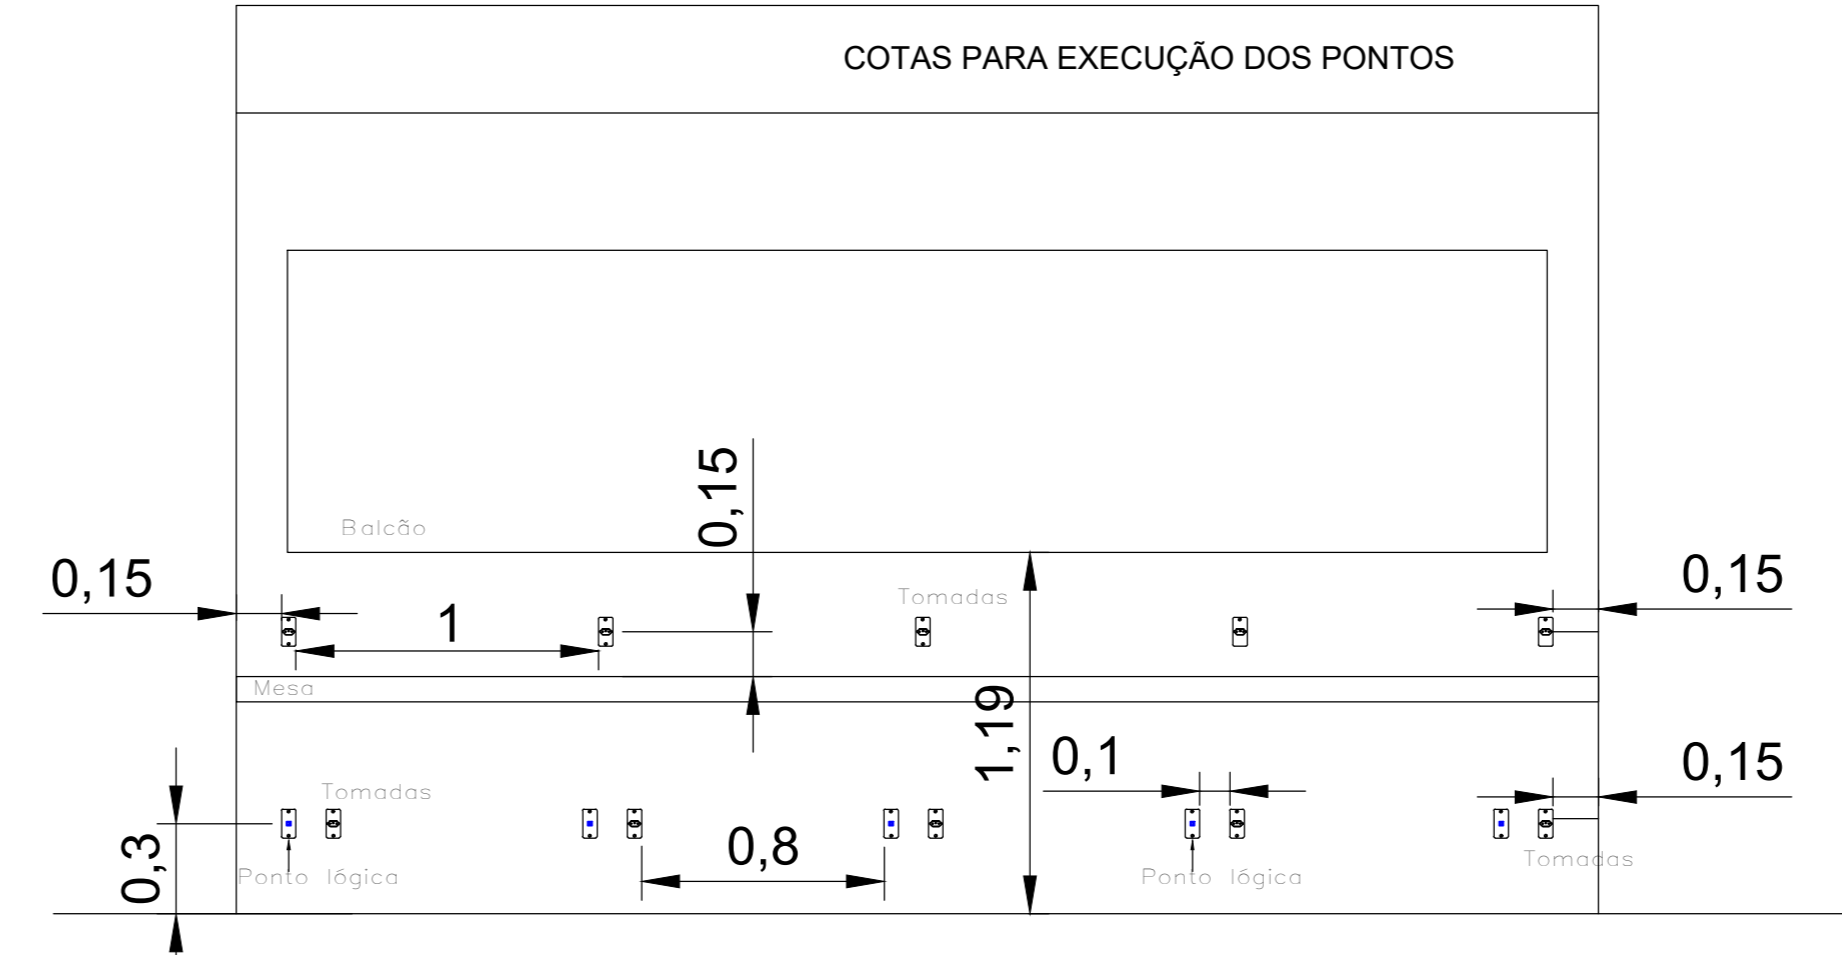 COTAS PARA EXECUÇÃO DOS PONTOS
0,15
Balcão
0,15
0,15
Tomadas
1
Mesa
1,19
0,1
0,15
Tomadas
0,3
0,8
Tomadas
Ponto lógica
Ponto lógica